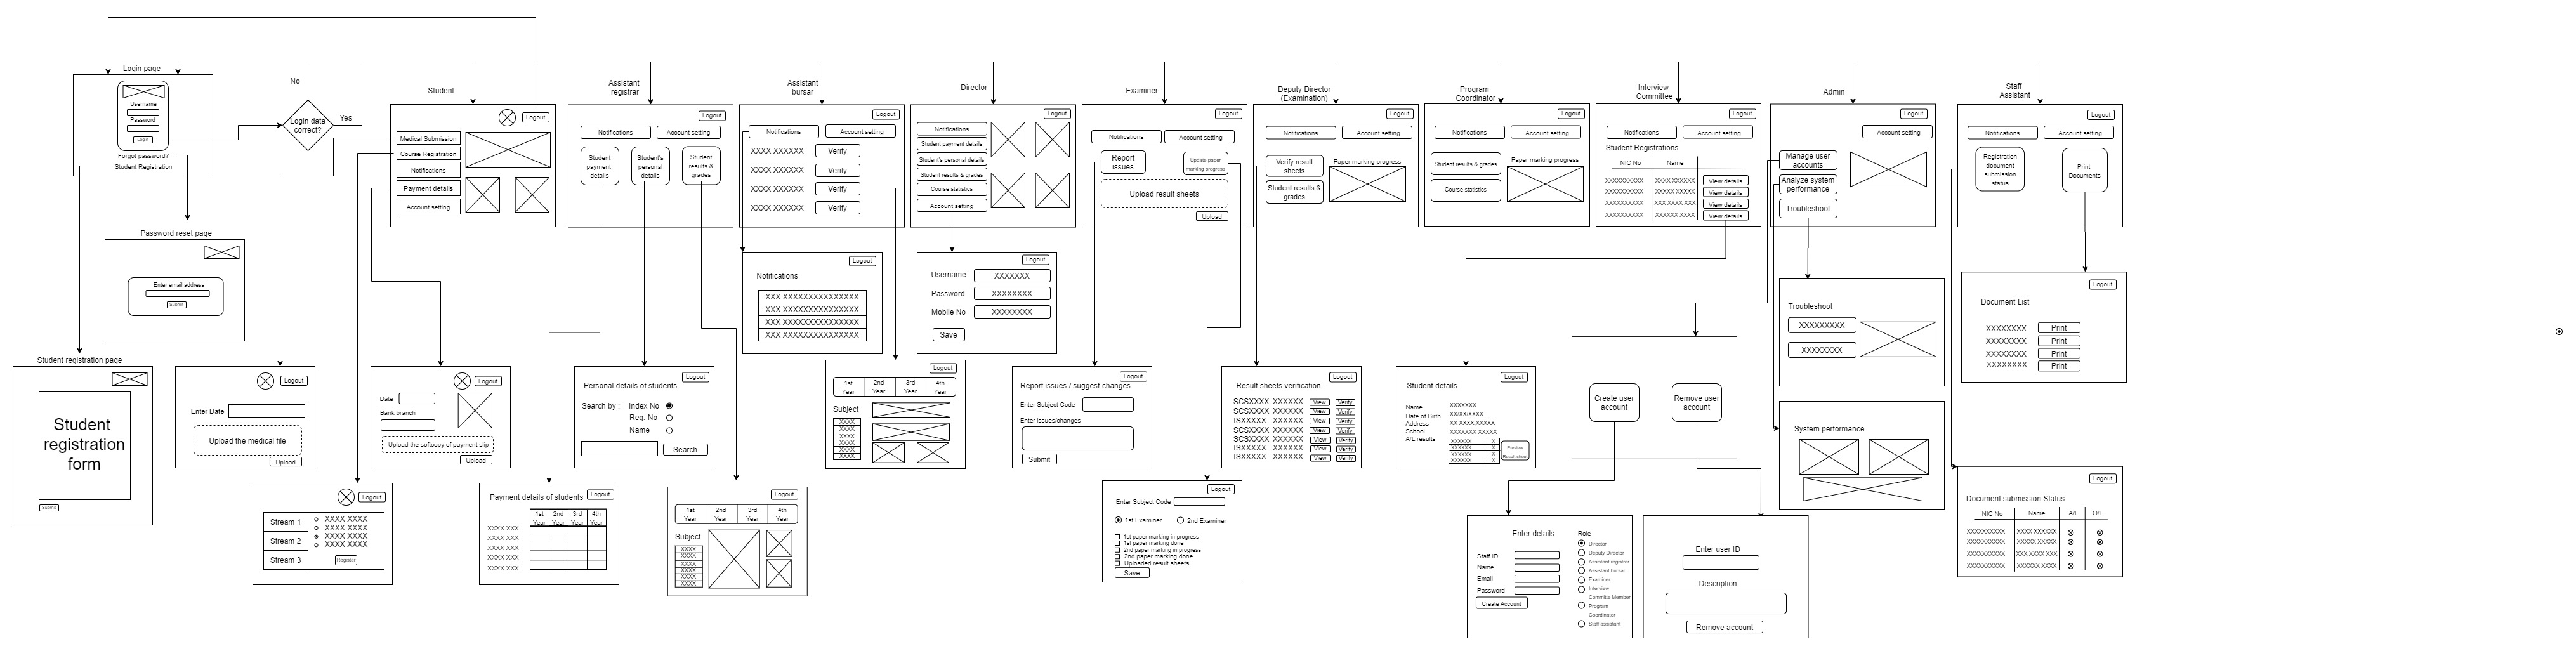 Login page
Username
Password
Login
Forgot password?
Student Registration
No
Login data
correct?
Yes
Password reset page
Enter email address
Submit
Student registration page
Student
registration
form
Submit
Student
Logout
Medical Submission
Course Registration
Notifications
Payment details
Account setting
Logout
Enter Date
Upload the medical file
Upload
Logout
Stream 1
Stream 2
Stream 3
XXXX XXXX
XXXX XXXX
XXXX XXXX
XXXX XXXX
Register
Logout
Date
Bank branch
Upload the softcopy of payment slip
Upload
Assistant
registrar
Logout
Notifications
Account setting
Student
payment
details
Student's
personal
details
Student
results &
grades
Payment details of students
Logout
1st
Year
2nd
Year
3rd
Year
4th
Year
XXXX XXX
XXXX XXX
XXXX XXX
XXXX XXX
XXXX XXX
Logout
Personal details of students
Search by :
Index No
Reg. No
Name
Search
Logout
1st
Year
2nd
Year
3rd
Year
4th
Year
Subject
XXXX
XXXX
XXXX
XXXX
XXXX
XXXX
Assistant
bursar
Logout
Notifications
Account setting
XXXX XXXXXX Verify
XXXX XXXXXX Verify
XXXX XXXXXX Verify
XXXX XXXXXX Verify
Logout
Notifications
XXX XXXXXXXXXXXXXXX
XXX XXXXXXXXXXXXXXX
XXX XXXXXXXXXXXXXXX
XXX XXXXXXXXXXXXXXX
Director
Logout
Notifications
Student payment details
Student's personal details
Student results & grades
Course statistics
Account setting
Logout
Username XXXXXXX
Password XXXXXXXX
Mobile No XXXXXXXX
Save
Logout
1st
Year
2nd
Year
3rd
Year
4th
Year
Subject
XXXX
XXXX
XXXX
XXXX
XXXX
XXXX
Examiner
Logout
Notifications
Account setting
Report
issues
Update paper
marking progress
Upload result sheets
Upload
Logout
Report issues / suggest changes
Enter Subject Code
Enter issues/changes
Submit
Logout
Enter Subject Code
1st Examiner
2nd Examiner
1st paper marking in progress
1st paper marking done
2nd paper marking in progress
2nd paper marking done
Uploaded result sheets
Save
Deputy Director
(Examination)
Logout
Notifications
Account setting
Verify result
sheets
Student results &
grades
Paper marking progress
Logout
Result sheets verification
SCSXXXX XXXXXX View Verify
SCSXXXX XXXXXX View Verify
ISXXXXX XXXXXX View Verify
SCSXXXX XXXXXX View Verify
SCSXXXX XXXXXX View Verify
ISXXXXX XXXXXX View Verify
ISXXXXX XXXXXX View Verify
Program
Coordinator
Logout
Notifications
Account setting
Student results & grades
Course statistics
Paper marking progress
Interview
Committee
Logout
Notifications
Account setting
Student Registrations
NIC No Name
XXXXXXXXXX XXXX XXXXXX View details
XXXXXXXXXX XXXXX XXXXX View details
XXXXXXXXXX XXX XXXX XXX View details
XXXXXXXXXX XXXXXX XXXX View details
Logout
Student details
Name XXXXXXX
Date of Birth XX/XX/XXXX
Address XX XXXX,XXXXX
School XXXXXXX XXXXX
A/L results
XXXXXX X
XXXXXX X
XXXXXX X
XXXXXX X
Preview
Result sheet
Admin
Logout
Account setting
Manage user
accounts
Analyze system
performance
Troubleshoot
Troubleshoot
XXXXXXXXX
XXXXXXXX
System performance
Create user
account
Remove user
account
Enter details
Staff ID
Name
Email
Password
Create Account
Role
Director
Deputy Director
Assistant registrar
Assistant bursar
Examiner
Interview
Committe Member
Program
Coordinator
Staff assistant
Enter user ID
Description
Remove account
Staff
Assistant
Logout
Notifications
Account setting
Registration
document
submission
status
Print
Documents
Logout
Document List
XXXXXXXX Print
XXXXXXXX Print
XXXXXXXX Print
XXXXXXXX Print
Logout
Document submission Status
NIC No Name A/L O/L
XXXXXXXXXX XXXX XXXXXX
XXXXXXXXXX XXXXX XXXXX
XXXXXXXXXX XXX XXXX XXX
XXXXXXXXXX XXXXXX XXXX